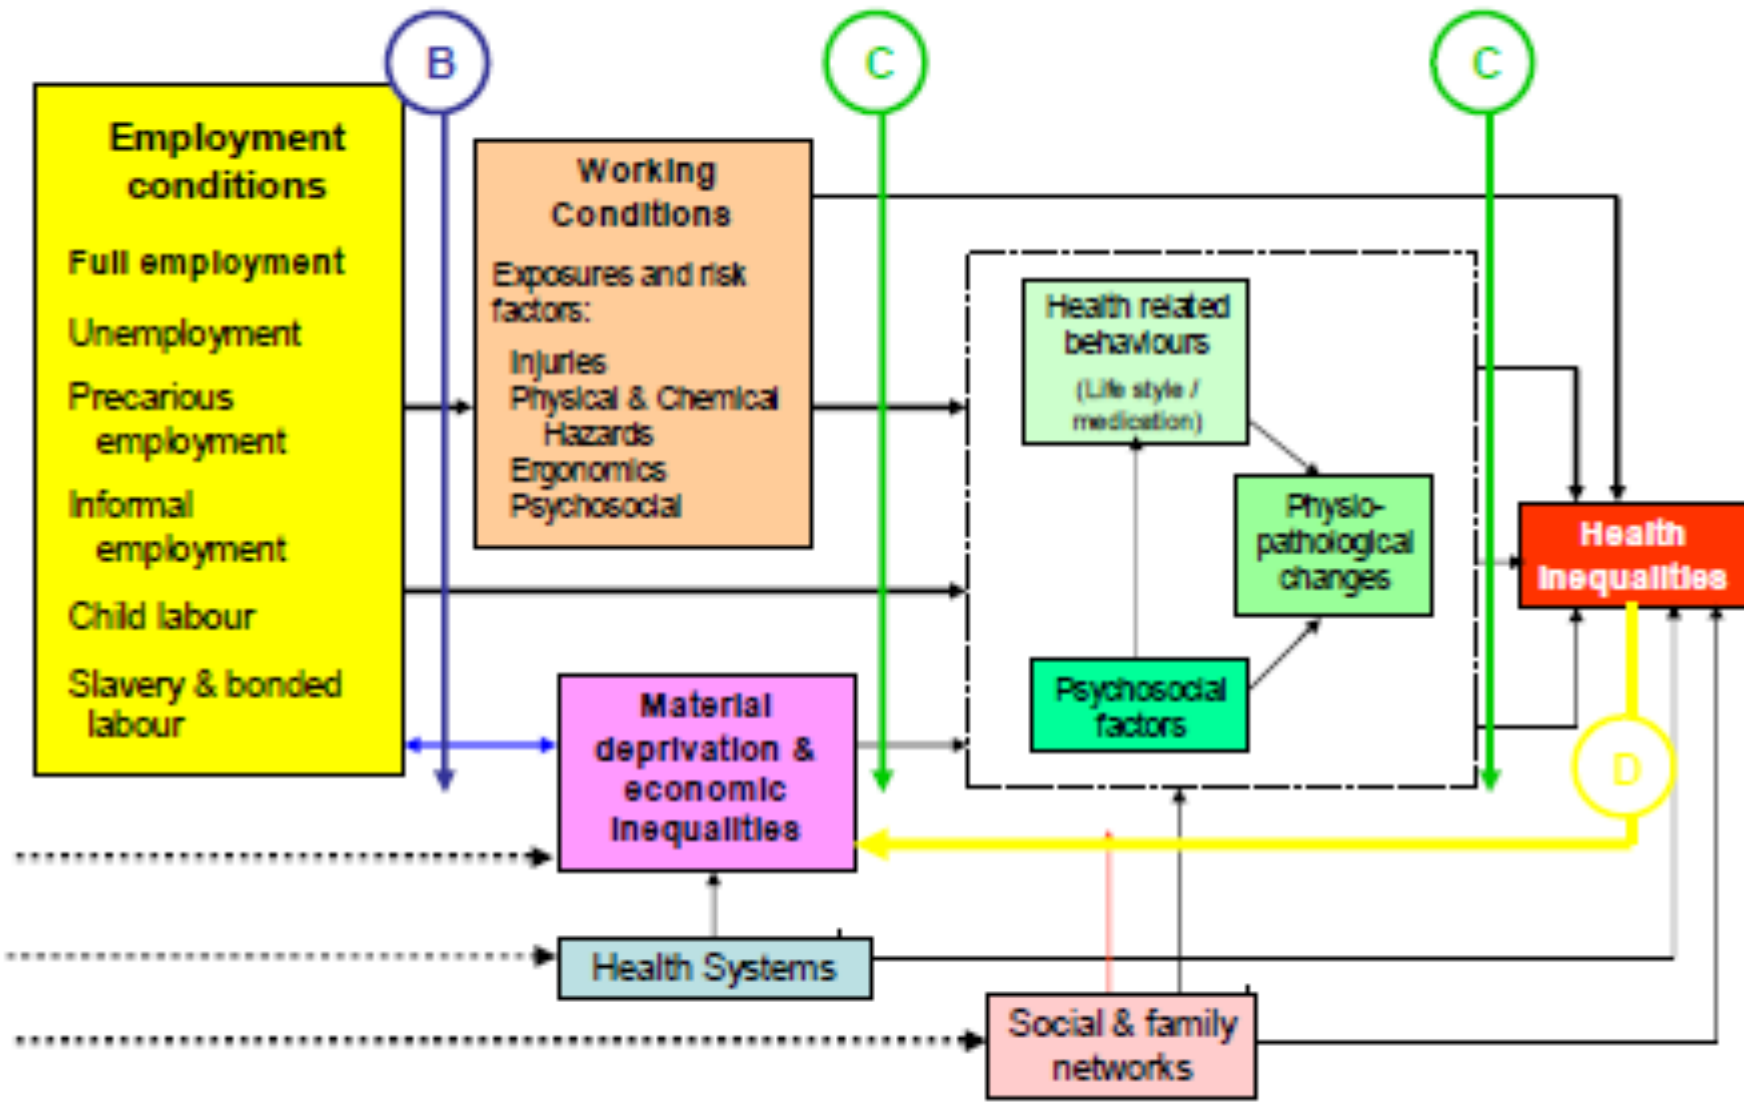 B
C
C
Employment
conditions
Full employment
Unemployment
Precarious
employment
Informal
employment
Child labour
Slavery & bonded
labour
Working
Conditions
Exposures and risk
factors:
Injuries
Physical & Chemical
Hazards
Ergonomics
Psychosocial
Material
deprivation &
economic
inequalities
Health related
behaviours
(Life style /
medication)
Physio-
pathological
changes
Psychosocial
factors
Health
inequalities
D
Health Systems
Social & family
networks